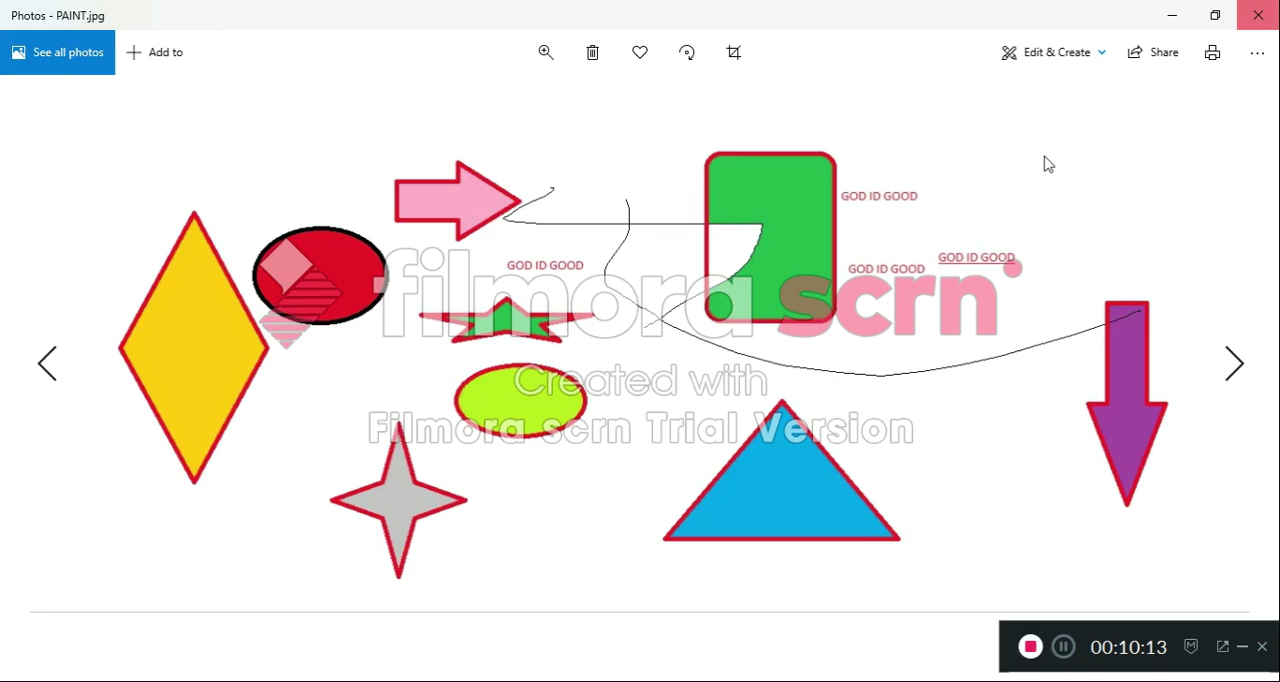 Photos - PAINT.jpg
See all photos
Add to
Edit & Create
Share
GOD ID GOOD
GOD ID GOOD
GOD ID GOOD
GOD ID GOOD
filmora scrn
Created with
Filmora scrn Trial Version
00:10:13